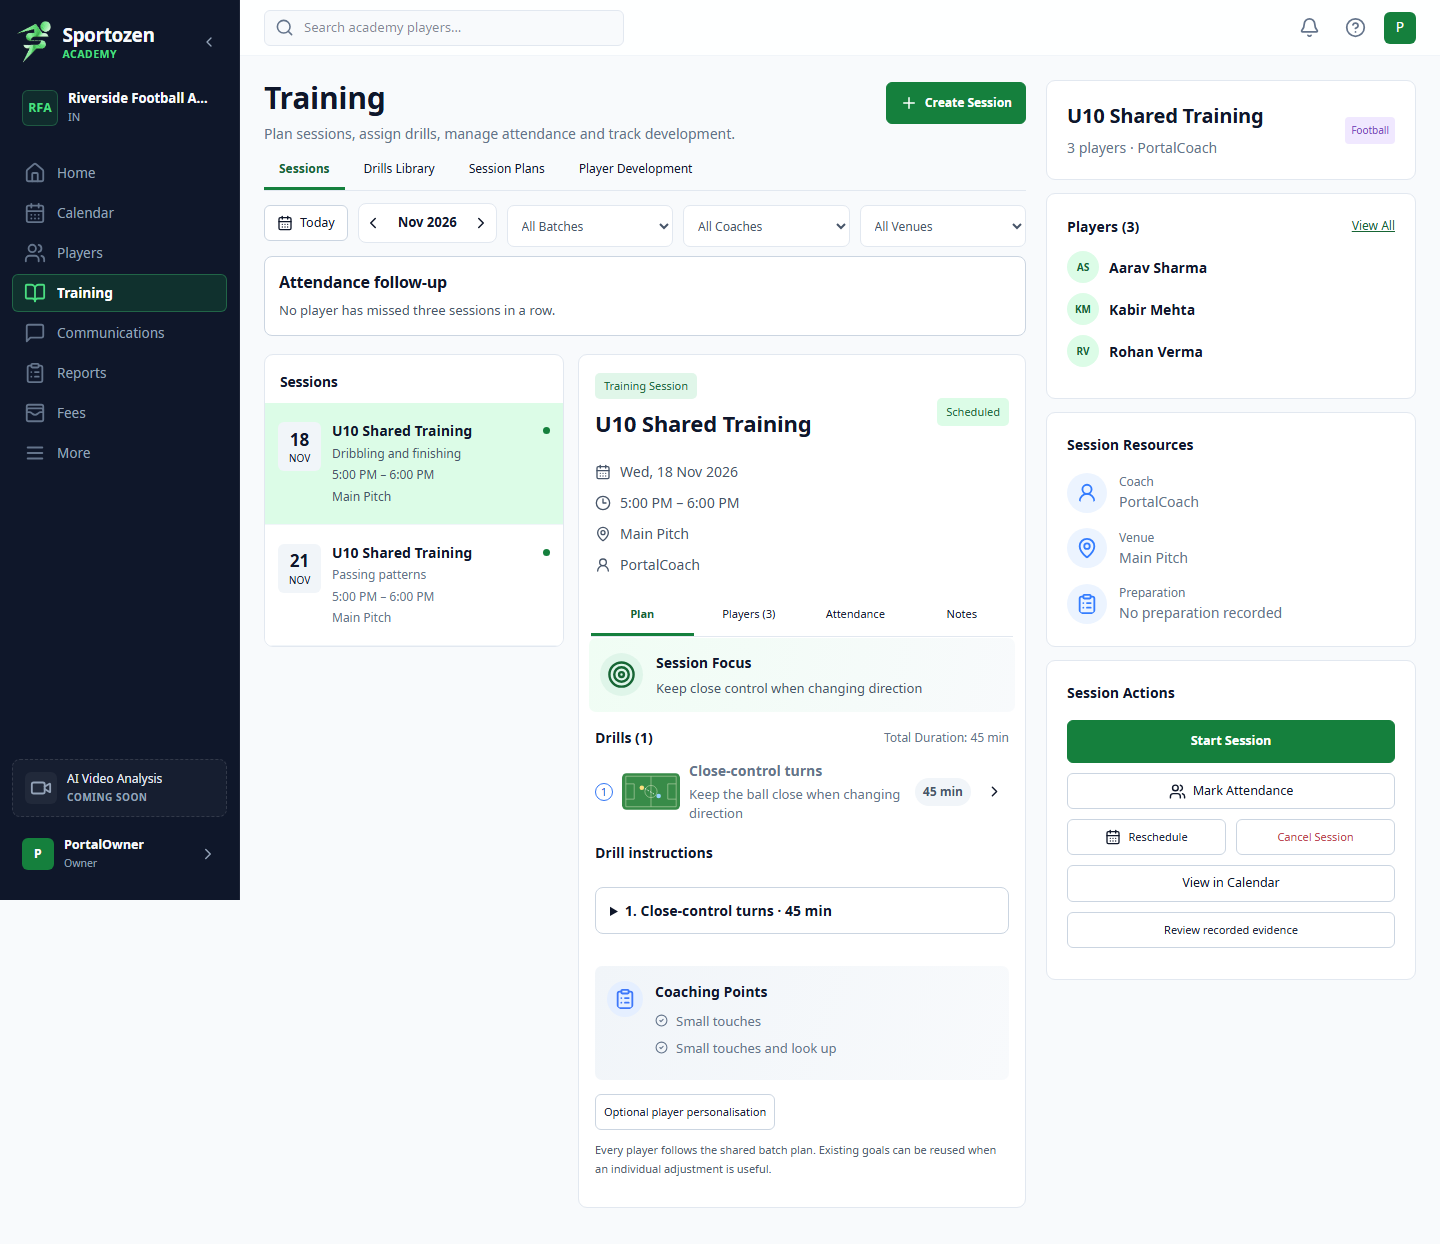 Sportozen
ACADEMY
RFA
Riverside Football A...
IN
Home
Calendar
Players
Training
Communications
Reports
Fees
More
AI Video Analysis
COMING SOON
P
PortalOwner
Owner
Search academy players...
P
Training
Plan sessions, assign drills, manage attendance and track development.
Create Session
Sessions
Drills Library
Session Plans
Player Development
Today
Nov 2026
All Batches
All Coaches
All Venues
Attendance follow-up
No player has missed three sessions in a row.
Sessions
18
NOV
U10 Shared Training
Dribbling and finishing
5:00 PM – 6:00 PM
Main Pitch
21
NOV
U10 Shared Training
Passing patterns
5:00 PM – 6:00 PM
Main Pitch
Training Session
U10 Shared Training
Scheduled
Wed, 18 Nov 2026
5:00 PM – 6:00 PM
Main Pitch
PortalCoach
Plan
Players (3)
Attendance
Notes
Session Focus
Keep close control when changing direction
Drills (1)
Total Duration: 45 min
1
Close-control turns
Keep the ball close when changing
direction
45 min
Drill instructions
1. Close-control turns · 45 min
Coaching Points
Small touches
Small touches and look up
Optional player personalisation
Every player follows the shared batch plan. Existing goals can be reused when
an individual adjustment is useful.
U10 Shared Training
3 players · PortalCoach
Football
Players (3)
View All
AS
Aarav Sharma
KM
Kabir Mehta
RV
Rohan Verma
Session Resources
Coach
PortalCoach
Venue
Main Pitch
Preparation
No preparation recorded
Session Actions
Start Session
Mark Attendance
Reschedule
Cancel Session
View in Calendar
Review recorded evidence